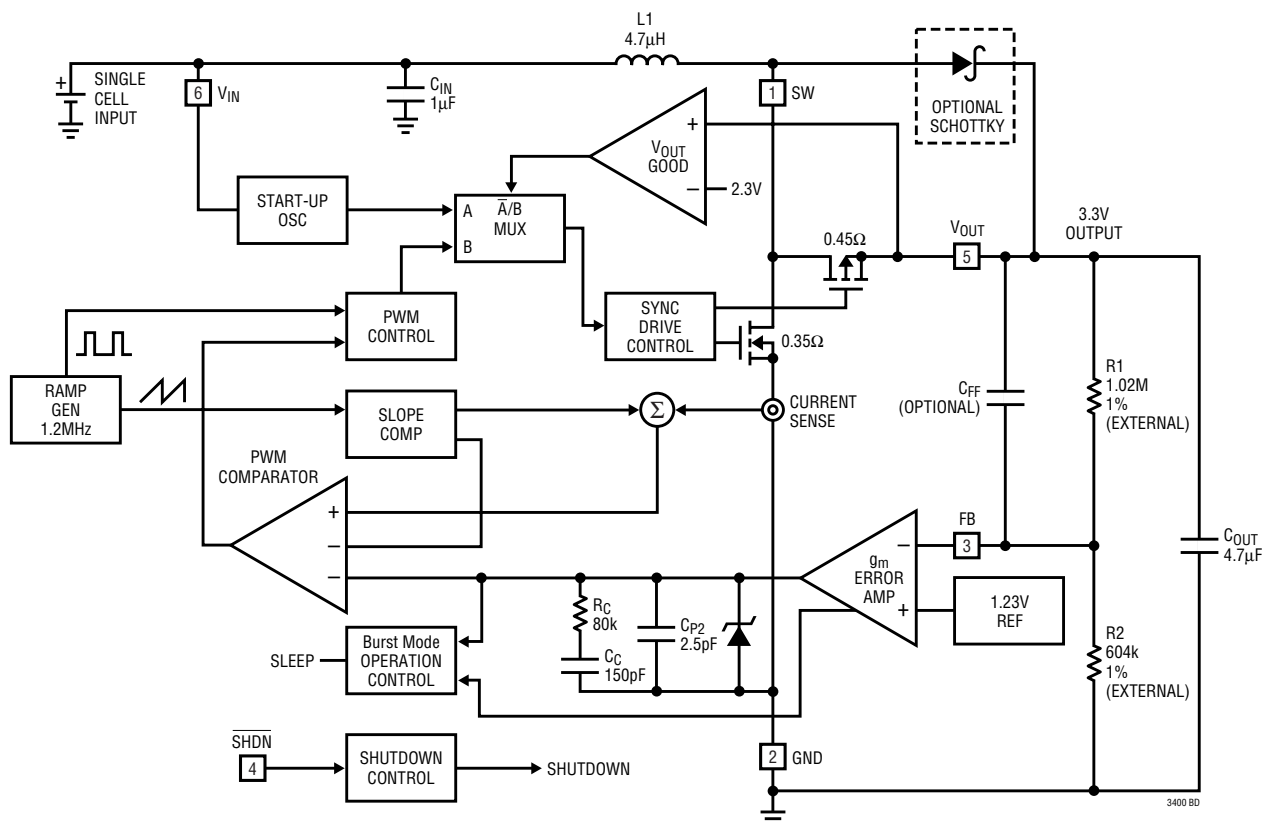 L1
4.7µH
+
SINGLE
CELL
INPUT
6
VIN
CIN
1µF
1
SW
OPTIONAL
SCHOTTKY
+
VOUT
GOOD
–
2.3V
START-UP
OSC
A
B
A/B
MUX
0.45Ω
VOUT
5
3.3V
OUTPUT
PWM
CONTROL
SYNC
DRIVE
CONTROL
0.35Ω
RAMP
GEN
1.2MHz
SLOPE
COMP
Σ
CURRENT
SENSE
CFF
(OPTIONAL)
R1
1.02M
1%
(EXTERNAL)
PWM
COMPARATOR
+
–
–
FB
3
–
+
gm
ERROR
AMP
1.23V
REF
COUT
4.7µF
RC
80k
CC
150pF
CP2
2.5pF
R2
604k
1%
(EXTERNAL)
SLEEP
Burst Mode
OPERATION
CONTROL
SHDN
4
SHUTDOWN
CONTROL
SHUTDOWN
2
GND
3400 BD